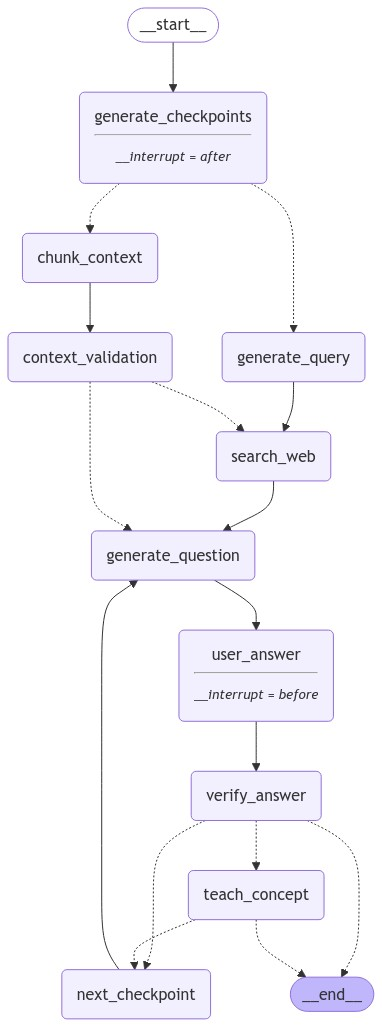 __start__
generate_checkpoints
__interrupt = after
chunk_context
context_validation
generate_query
search_web
generate_question
user_answer
__interrupt = before
verify_answer
teach_concept
next_checkpoint
__end__